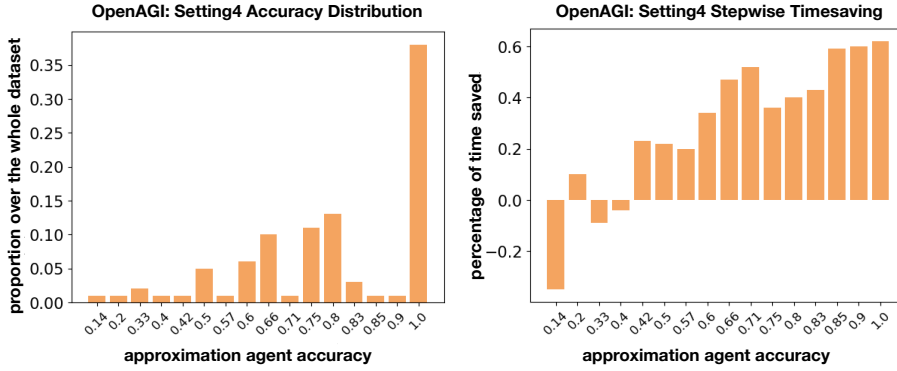 OpenAGI: Setting4 Accuracy Distribution
proportion over the whole dataset
0.35
0.30
0.25
0.20
0.15
0.10
0.05
0.00
0.14 0.2 0.33 0.4 0.42 0.5 0.57 0.6 0.66 0.71 0.75 0.8 0.83 0.85 0.9 1.0
approximation agent accuracy
OpenAGI: Setting4 Stepwise Timesaving
percentage of time saved
0.6
0.4
0.2
0.0
−0.2
0.14 0.2 0.33 0.4 0.42 0.5 0.57 0.6 0.66 0.71 0.75 0.8 0.83 0.85 0.9 1.0
approximation agent accuracy